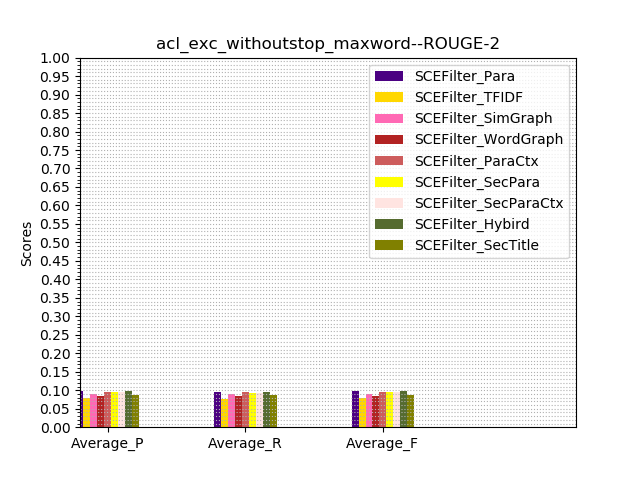 acl_exc_withoutstop_maxword--ROUGE-2
Scores
1.00
0.95
0.90
0.85
0.80
0.75
0.70
0.65
0.60
0.55
0.50
0.45
0.40
0.35
0.30
0.25
0.20
0.15
0.10
0.05
0.00
SCEFilter_Para
SCEFilter_TFIDF
SCEFilter_SimGraph
SCEFilter_WordGraph
SCEFilter_ParaCtx
SCEFilter_SecPara
SCEFilter_SecParaCtx
SCEFilter_Hybird
SCEFilter_SecTitle
Average_P Average_R Average_F